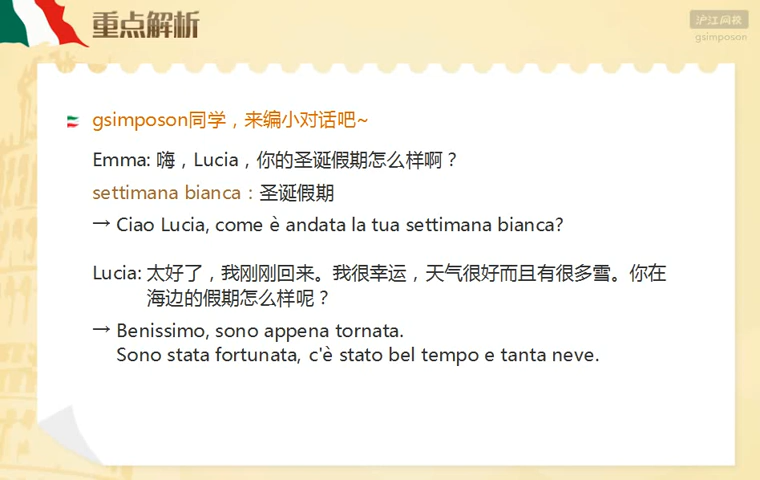 重点解析
沪江网校
gsimposon
gsimposon同学，来编小对话吧~
Emma: 嗨，Lucia，你的圣诞假期怎么样啊？
settimana bianca：圣诞假期
→ Ciao Lucia, come è andata la tua settimana bianca?
Lucia: 太好了，我刚刚回来。我很幸运，天气很好而且有很多雪。你在
海边的假期怎么样呢？
→ Benissimo, sono appena tornata.
Sono stata fortunata, c'è stato bel tempo e tanta neve.